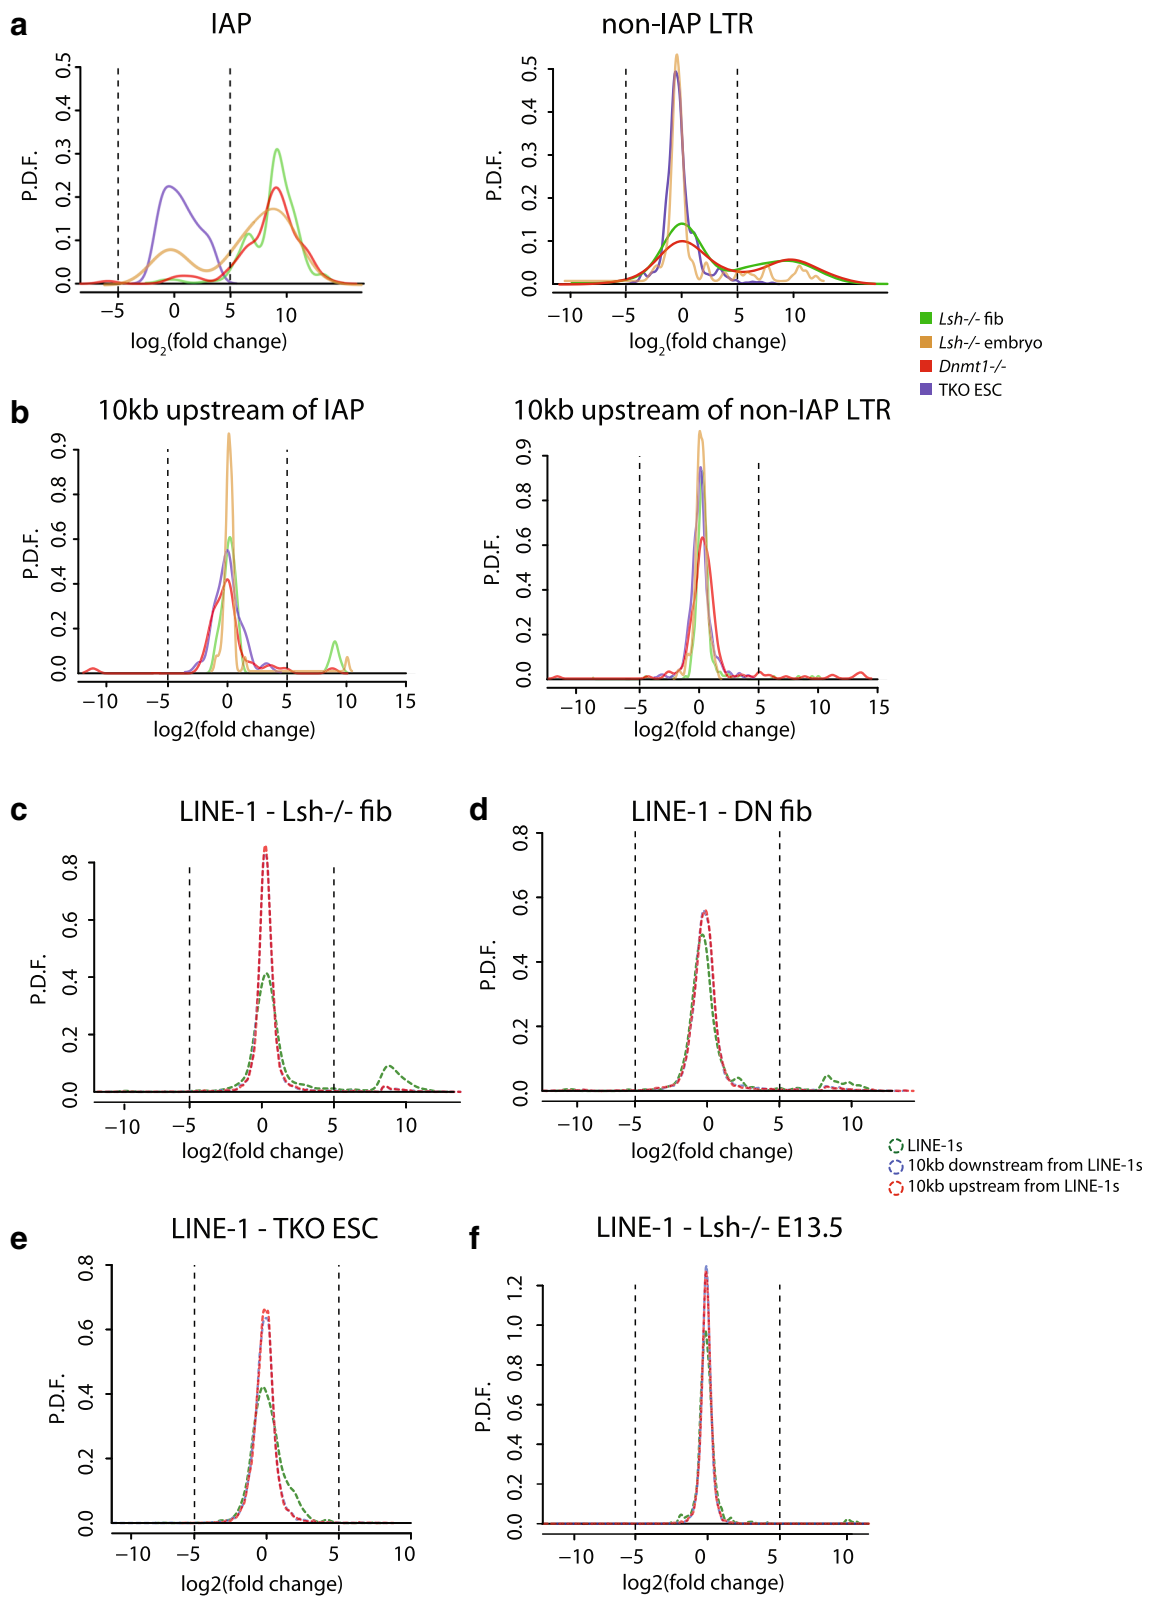 a
IAP
non-IAP LTR
P.D.F.
0.0 0.1 0.2 0.3 0.4 0.5
−5 0 5 10
log2(fold change)
P.D.F.
0.0 0.1 0.2 0.3 0.4 0.5
−10 −5 0 5 10
log2(fold change)
Lsh-/- fib
Lsh-/- embryo
Dnmt1-/-
TKO ESC
b
10kb upstream of IAP
10kb upstream of non-IAP LTR
P.D.F.
0.0 0.2 0.4 0.6 0.8 0.9
−10 −5 0 5 10 15
log2(fold change)
P.D.F.
0.0 0.2 0.4 0.6 0.8 0.9
−10 −5 0 5 10 15
log2(fold change)
c
LINE-1 - Lsh-/- fib
P.D.F.
0.0 0.2 0.4 0.6 0.8
−10 −5 0 5 10
log2(fold change)
d
LINE-1 - DN fib
P.D.F.
0.0 0.2 0.4 0.6 0.8
−10 −5 0 5 10
log2(fold change)
LINE-1s
10kb downstream from LINE-1s
10kb upstream from LINE-1s
e
LINE-1 - TKO ESC
P.D.F.
0.0 0.2 0.4 0.6 0.8
−10 −5 0 5 10
log2(fold change)
f
LINE-1 - Lsh-/- E13.5
P.D.F.
0.0 0.2 0.4 0.6 0.8 1.0 1.2
−10 −5 0 5 10
log2(fold change)